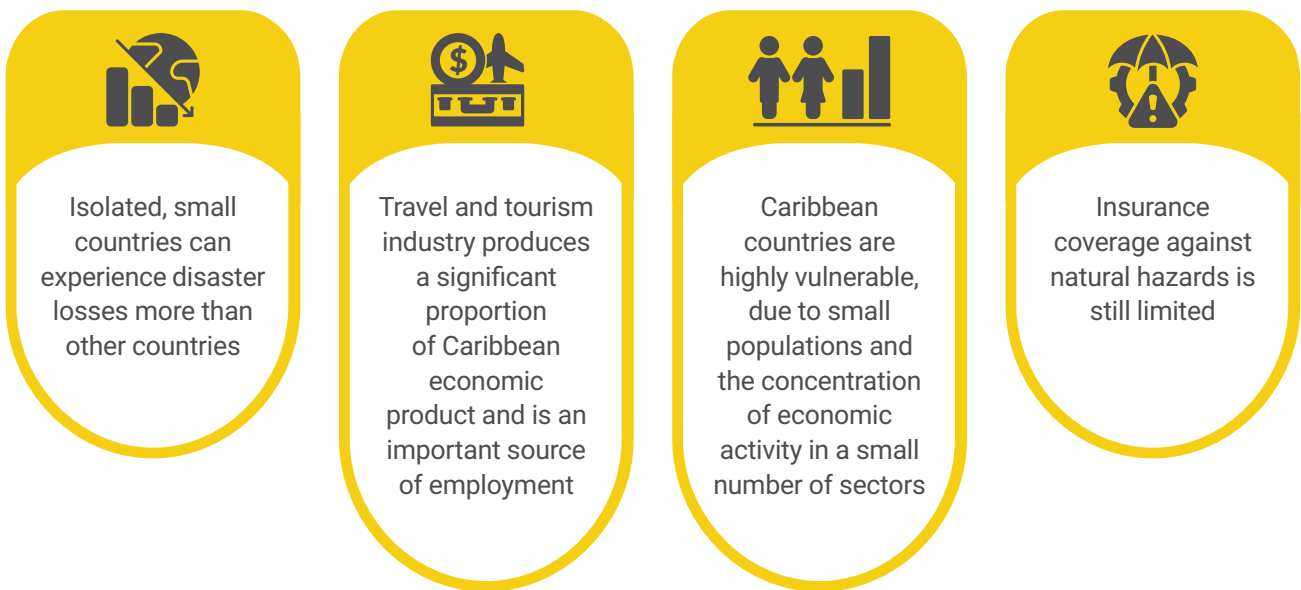 Isolated, small
countries can
experience disaster
losses more than
other countries
Travel and tourism
industry produces
a significant
proportion
of Caribbean
economic
product and is an
important source
of employment
Caribbean
countries are
highly vulnerable,
due to small
populations and
the concentration
of economic
activity in a small
number of sectors
Insurance
coverage against
natural hazards is
still limited